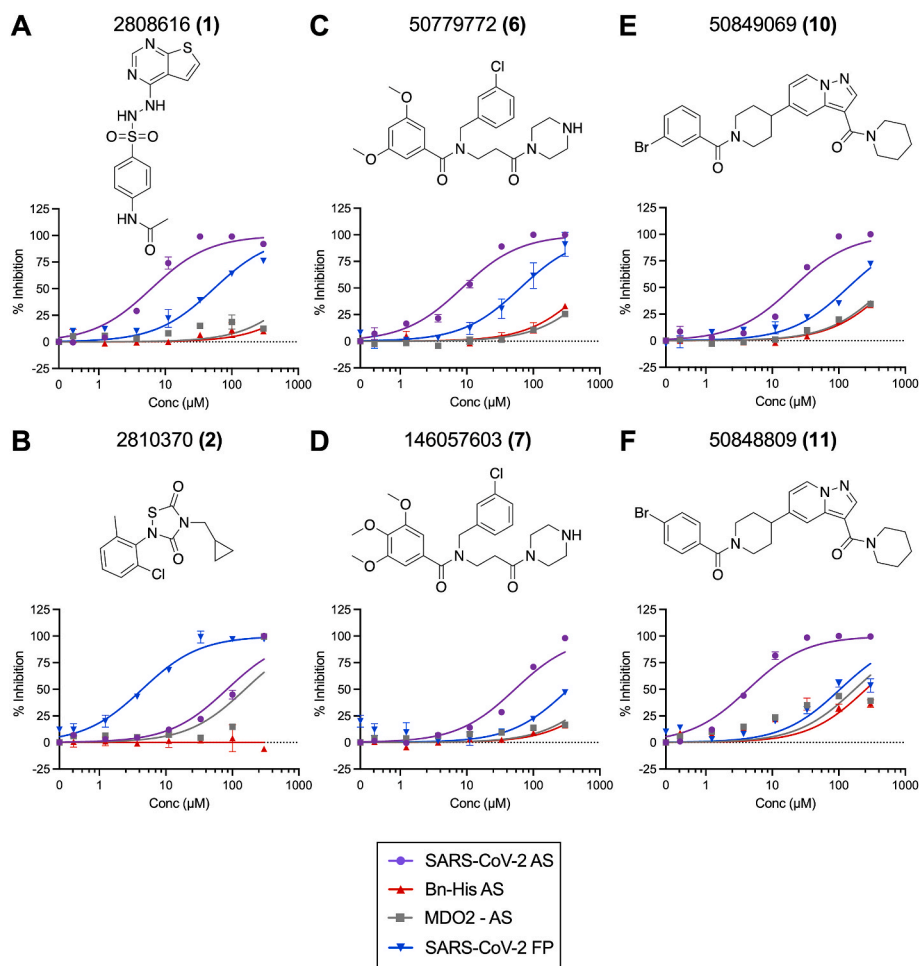 A
2808616 (1)
N
S
N
NH
HN
O=S=O
HN
O
125
100
75
50
25
0
-25
% Inhibition
0
1
10
100
1000
Conc (µM)
C
50779772 (6)
Cl
O
O
N
O
N
O
NH
125
100
75
50
25
0
-25
% Inhibition
0
1
10
100
1000
Conc (µM)
E
50849069 (10)
N
N
Br
N
O
O
N
125
100
75
50
25
0
-25
% Inhibition
0
1
10
100
1000
Conc (µM)
B
2810370 (2)
O
S
N
N
O
Cl
125
100
75
50
25
0
-25
% Inhibition
0
1
10
100
1000
Conc (µM)
D
146057603 (7)
Cl
O
O
O
N
O
N
O
NH
125
100
75
50
25
0
-25
% Inhibition
0
1
10
100
1000
Conc (µM)
F
50848809 (11)
N
N
Br
N
O
O
N
125
100
75
50
25
0
-25
% Inhibition
0
1
10
100
1000
Conc (µM)
SARS-CoV-2 AS
Bn-His AS
MDO2 - AS
SARS-CoV-2 FP